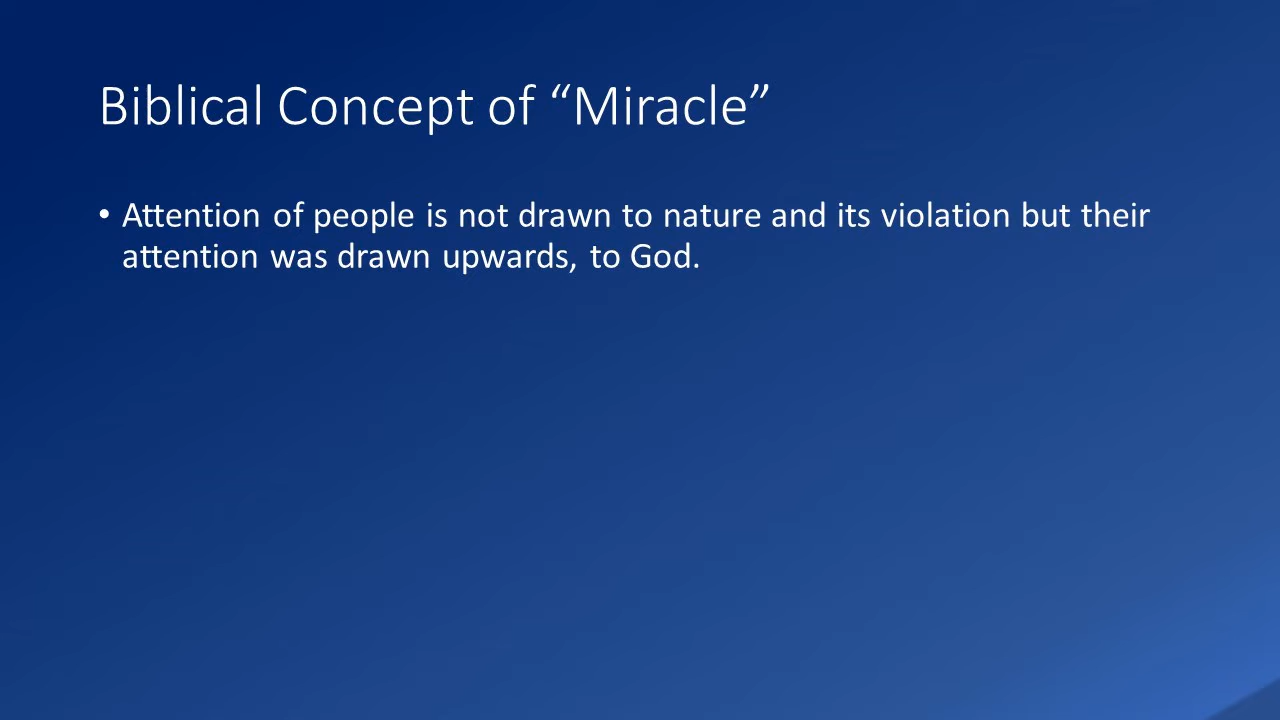 Biblical Concept of “Miracle”
• Attention of people is not drawn to nature and its violation but their
attention was drawn upwards, to God.